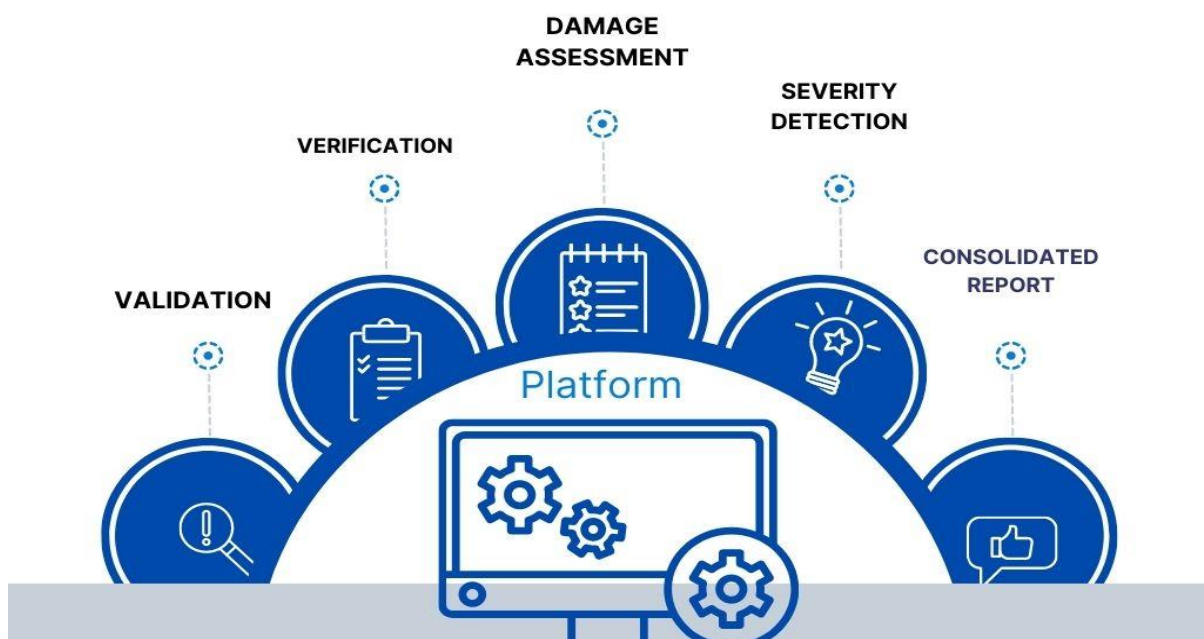 DAMAGE
ASSESSMENT
SEVERITY
DETECTION
VERIFICATION
CONSOLIDATED
REPORT
VALIDATION
Platform